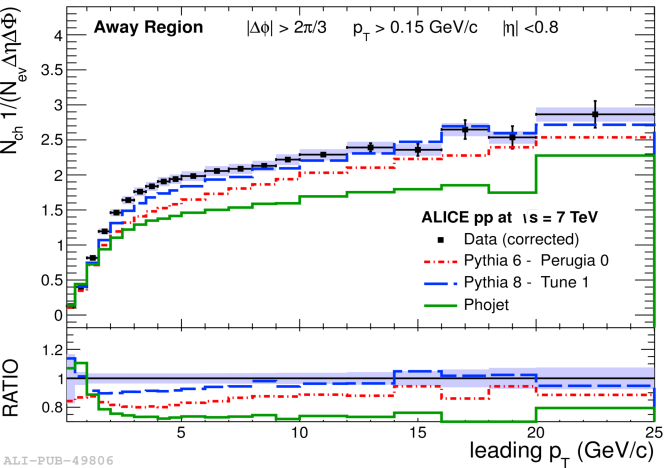 Away Region |Δϕ| > 2π/3 p_T > 0.15 GeV/c |η| <0.8
N_ch 1/(N_ev ΔηΔΦ)
4
3.5
3
2.5
2
1.5
1
0.5
0
ALICE pp at √s = 7 TeV
Data (corrected)
Pythia 6 - Perugia 0
Pythia 8 - Tune 1
Phojet
RATIO
1.2
1
0.8
5 10 15 20 25
leading p_T (GeV/c)
ALI-PUB-49806